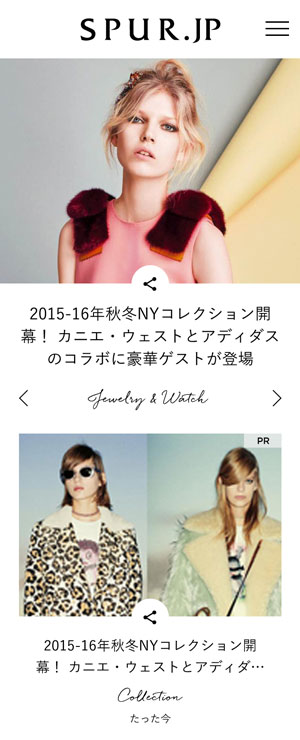 SPUR.JP
2015-16年秋冬NYコレクション開
幕！ カニエ・ウェストとアディダス
のコラボに豪華ゲストが登場
Jewelry & Watch
PR
2015-16年秋冬NYコレクション開
幕！ カニエ・ウェストとアディダ…
Collection
たった今